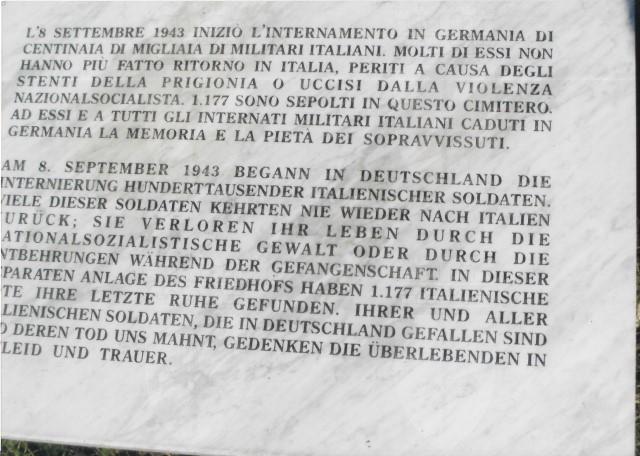 L'8 SETTEMBRE 1943 INIZIÒ L'INTERNAMENTO IN GERMANIA DI
CENTINAIA DI MIGLIAIA DI MILITARI ITALIANI. MOLTI DI ESSI NON
HANNO PIÙ FATTO RITORNO IN ITALIA, PERITI A CAUSA DEGLI
STENTI DELLA PRIGIONIA O UCCISI DALLA VIOLENZA
NAZIONALSOCIALISTA. 1.177 SONO SEPOLTI IN QUESTO CIMITERO.
AD ESSI E A TUTTI GLI INTERNATI MILITARI ITALIANI CADUTI IN
GERMANIA LA MEMORIA E LA PIETÀ DEI SOPRAVVISSUTI.
AM 8. SEPTEMBER 1943 BEGANN IN DEUTSCHLAND DIE
INTERNIERUNG HUNDERTTAUSENDER ITALIENISCHER SOLDATEN.
VIELE DIESER SOLDATEN KEHRTEN NIE WIEDER NACH ITALIEN
ZURÜCK; SIE VERLOREN IHR LEBEN DURCH DIE
NATIONALSOZIALISTISCHE GEWALT ODER DURCH DIE
NTBEHRUNGEN WÄHREND DER GEFANGENSCHAFT. IN DIESER
PARATEN ANLAGE DES FRIEDHOFS HABEN 1.177 ITALIENISCHE
TE IHRE LETZTE RUHE GEFUNDEN. IHRER UND ALLER
LIENISCHEN SOLDATEN, DIE IN DEUTSCHLAND GEFALLEN SIND
D DEREN TOD UNS MAHNT, GEDENKEN DIE ÜBERLEBENDEN IN
LEID UND TRAUER.